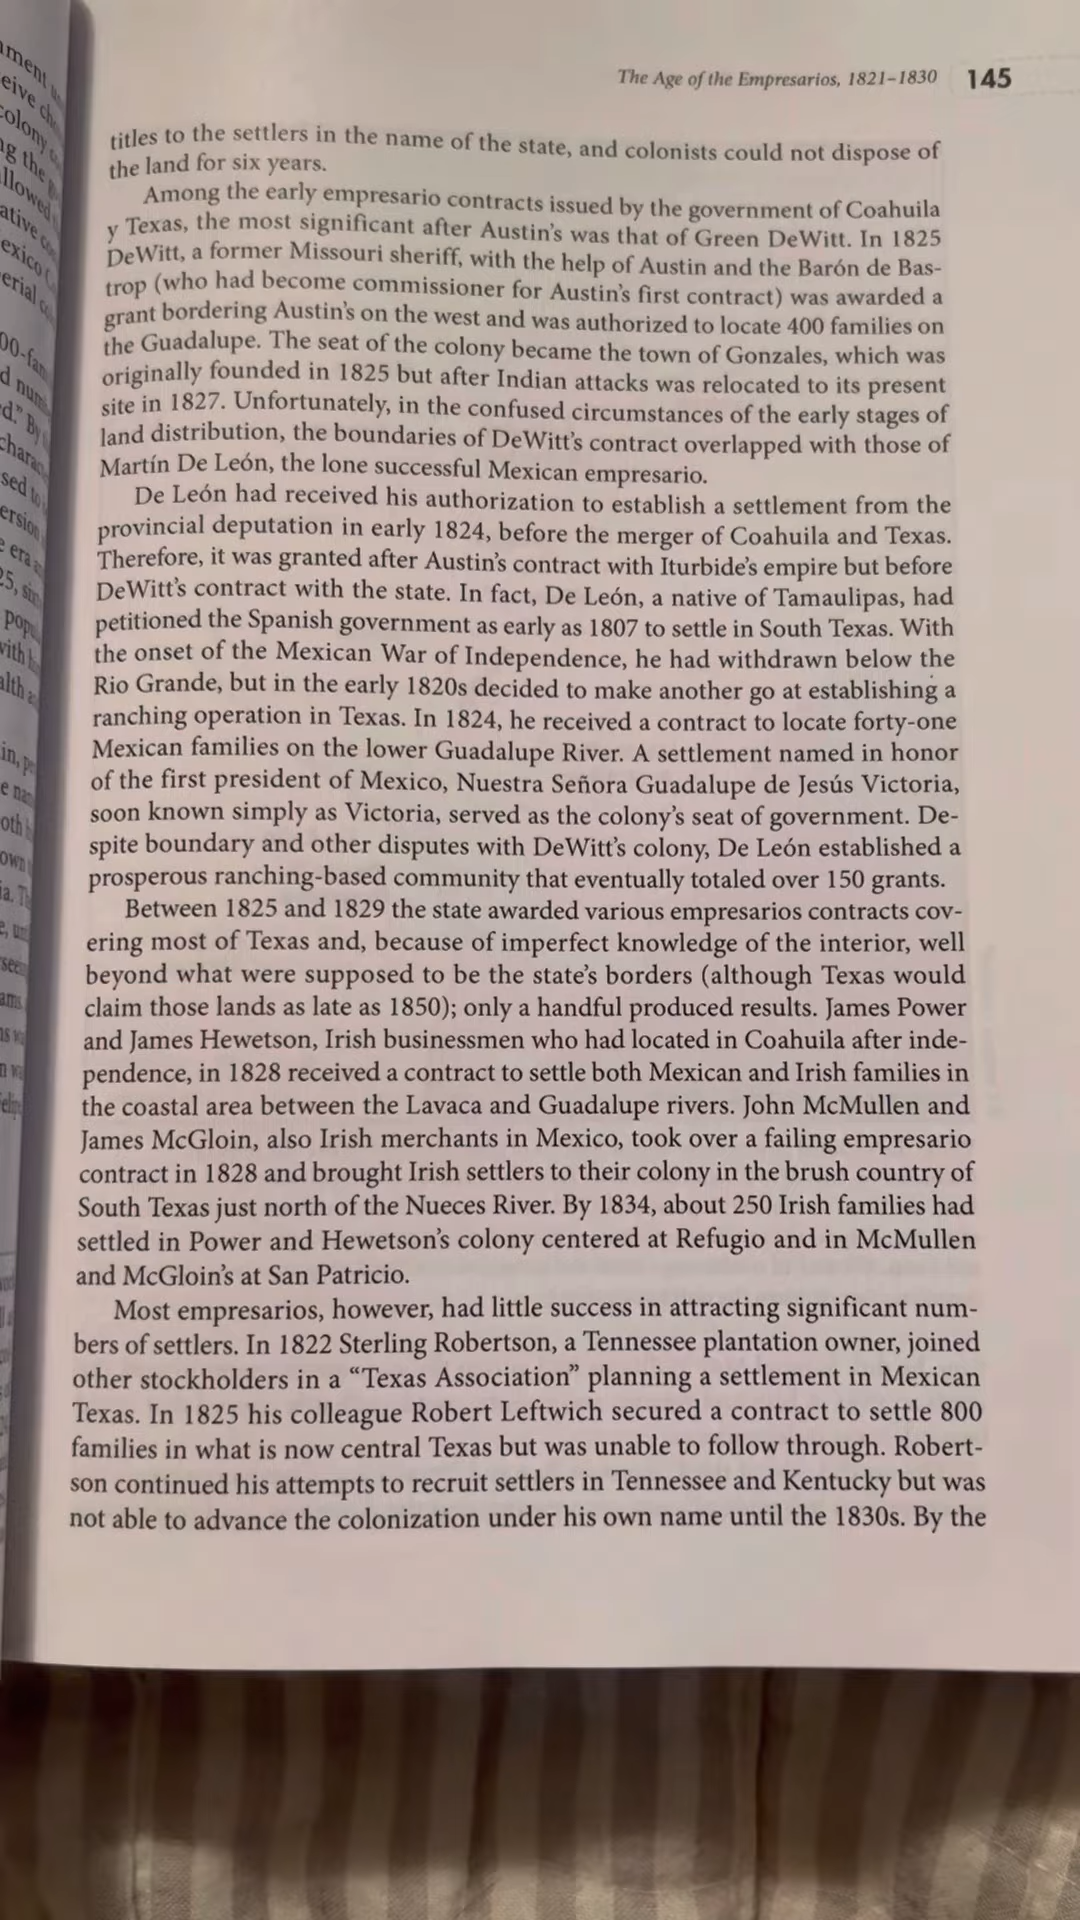 The Age of the Empresarios, 1821–1830 145
titles to the settlers in the name of the state, and colonists could not dispose of
the land for six years.
Among the early empresario contracts issued by the government of Coahuila
y Texas, the most significant after Austin's was that of Green DeWitt. In 1825
DeWitt, a former Missouri sheriff, with the help of Austin and the Barón de Bas-
trop (who had become commissioner for Austin's first contract) was awarded a
grant bordering Austin's on the west and was authorized to locate 400 families on
the Guadalupe. The seat of the colony became the town of Gonzales, which was
originally founded in 1825 but after Indian attacks was relocated to its present
site in 1827. Unfortunately, in the confused circumstances of the early stages of
land distribution, the boundaries of DeWitt's contract overlapped with those of
Martín De León, the lone successful Mexican empresario.
De León had received his authorization to establish a settlement from the
provincial deputation in early 1824, before the merger of Coahuila and Texas.
Therefore, it was granted after Austin's contract with Iturbide's empire but before
DeWitt's contract with the state. In fact, De León, a native of Tamaulipas, had
petitioned the Spanish government as early as 1807 to settle in South Texas. With
the onset of the Mexican War of Independence, he had withdrawn below the
Rio Grande, but in the early 1820s decided to make another go at establishing a
ranching operation in Texas. In 1824, he received a contract to locate forty-one
Mexican families on the lower Guadalupe River. A settlement named in honor
of the first president of Mexico, Nuestra Señora Guadalupe de Jesús Victoria,
soon known simply as Victoria, served as the colony's seat of government. De-
spite boundary and other disputes with DeWitt's colony, De León established a
prosperous ranching-based community that eventually totaled over 150 grants.
Between 1825 and 1829 the state awarded various empresarios contracts cov-
ering most of Texas and, because of imperfect knowledge of the interior, well
beyond what were supposed to be the state's borders (although Texas would
claim those lands as late as 1850); only a handful produced results. James Power
and James Hewetson, Irish businessmen who had located in Coahuila after inde-
pendence, in 1828 received a contract to settle both Mexican and Irish families in
the coastal area between the Lavaca and Guadalupe rivers. John McMullen and
James McGloin, also Irish merchants in Mexico, took over a failing empresario
contract in 1828 and brought Irish settlers to their colony in the brush country of
South Texas just north of the Nueces River. By 1834, about 250 Irish families had
settled in Power and Hewetson's colony centered at Refugio and in McMullen
and McGloin's at San Patricio.
Most empresarios, however, had little success in attracting significant num-
bers of settlers. In 1822 Sterling Robertson, a Tennessee plantation owner, joined
other stockholders in a “Texas Association” planning a settlement in Mexican
Texas. In 1825 his colleague Robert Leftwich secured a contract to settle 800
families in what is now central Texas but was unable to follow through. Robert-
son continued his attempts to recruit settlers in Tennessee and Kentucky but was
not able to advance the colonization under his own name until the 1830s. By the